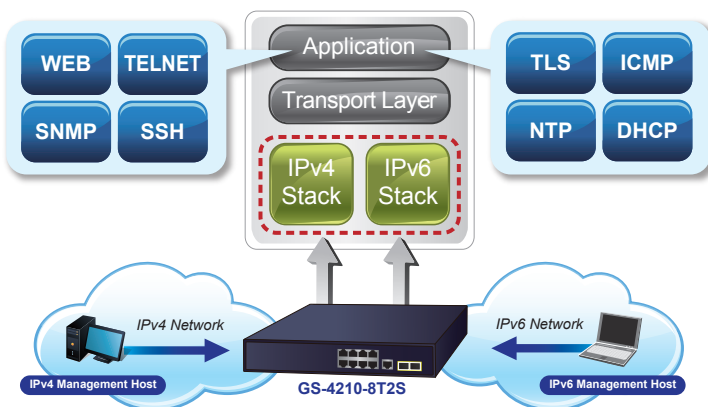 Application
WEB
TELNET
SNMP
SSH
TLS
ICMP
NTP
DHCP
Transport Layer
IPv4
Stack
IPv6
Stack
IPv4 Network
IPv6 Network
IPv4 Management Host
GS-4210-8T2S
IPv6 Management Host